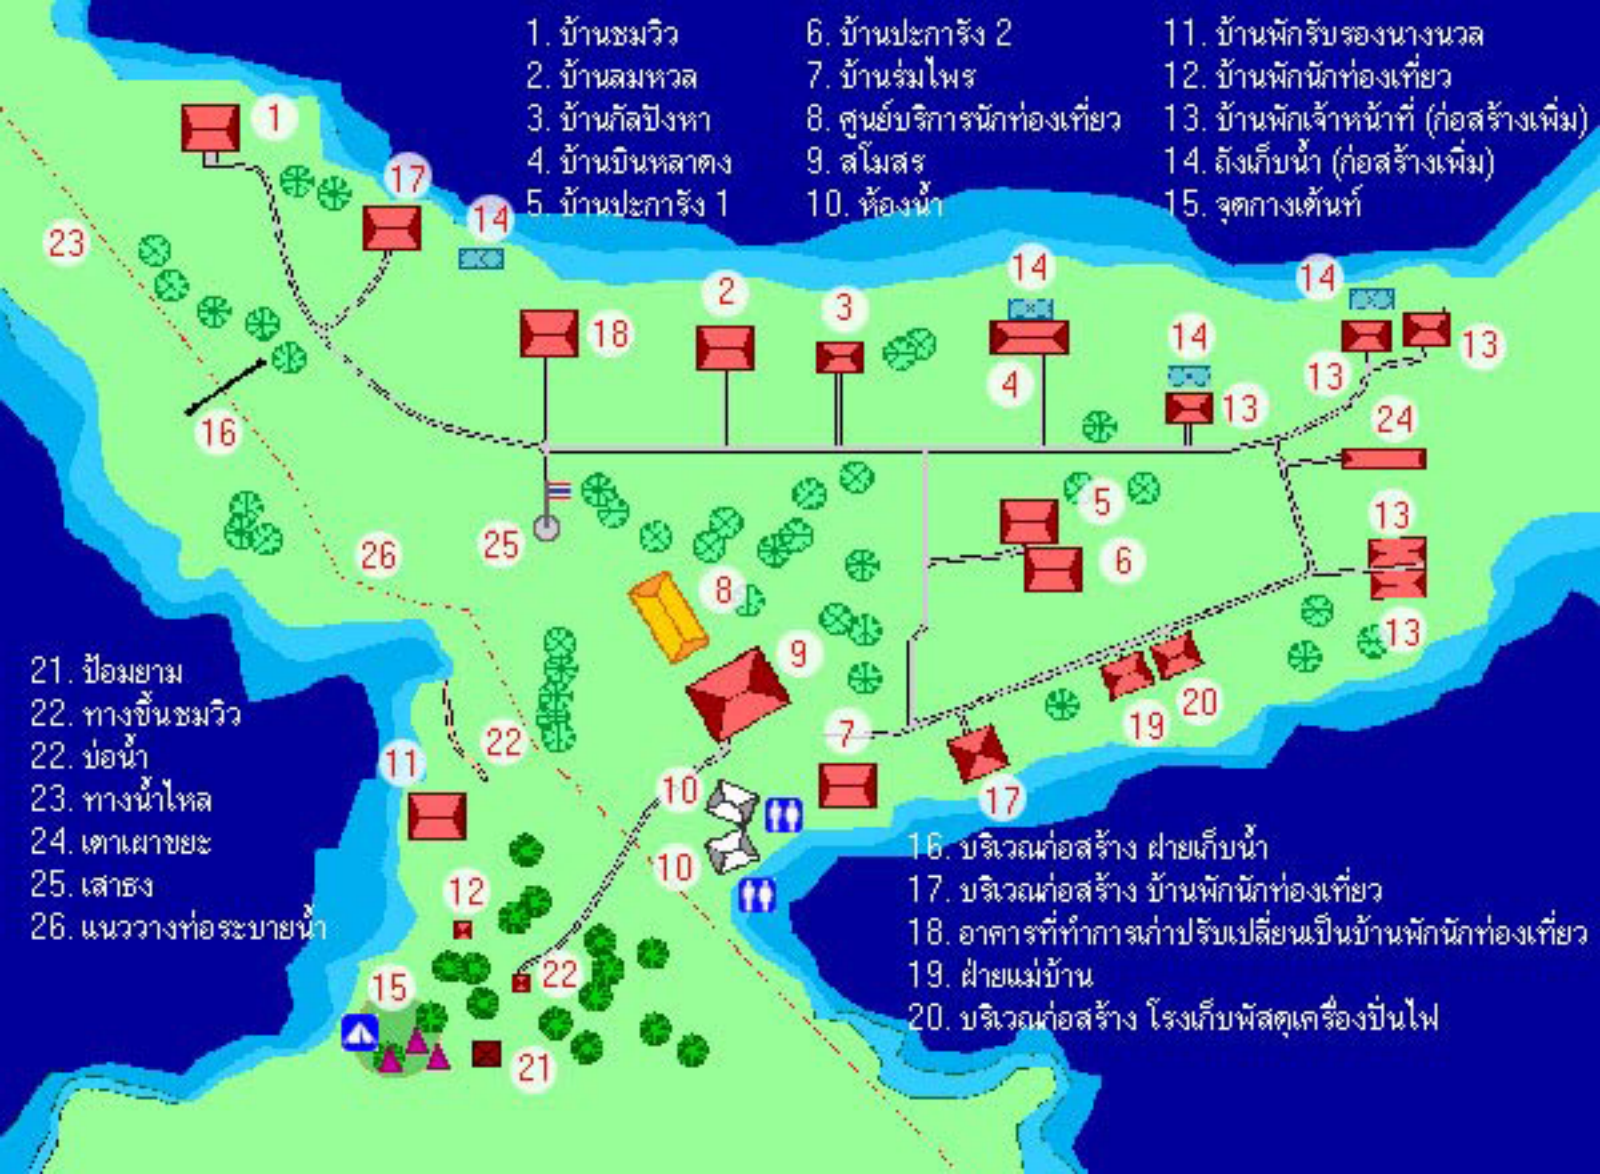 1. บ้านชมวิว
2. บ้านลมหวล
3. บ้านกัลปังหา
4. บ้านบินหลาดง
5. บ้านปะการัง 1
6. บ้านปะการัง 2
7. บ้านร่มไพร
8. ศูนย์บริการนักท่องเที่ยว
9. สโมสร
10. ห้องน้ำ
11. บ้านพักรับรองนางนวล
12. บ้านพักนักท่องเที่ยว
13. บ้านพักเจ้าหน้าที่ (ก่อสร้างเพิ่ม)
14. ถังเก็บน้ำ (ก่อสร้างเพิ่ม)
15. จุดกางเต้นท์
1
17
14
23
18
2
3
14
4
14
13
14
13
13
24
16
25
26
5
6
13
13
8
9
7
19
20
17
22
11
10
10
12
22
15
21
21. ป้อมยาม
22. ทางขึ้นชมวิว
22. บ่อน้ำ
23. ทางน้ำไหล
24. เตาเผาขยะ
25. เสาธง
26. แนววางท่อระบายน้ำ
16. บริเวณก่อสร้าง ฝายเก็บน้ำ
17. บริเวณก่อสร้าง บ้านพักนักท่องเที่ยว
18. อาคารที่ทำการเก่าปรับเปลี่ยนเป็นบ้านพักนักท่องเที่ยว
19. ฝ่ายแม่บ้าน
20. บริเวณก่อสร้าง โรงเก็บพัสดุเครื่องปั่นไฟ